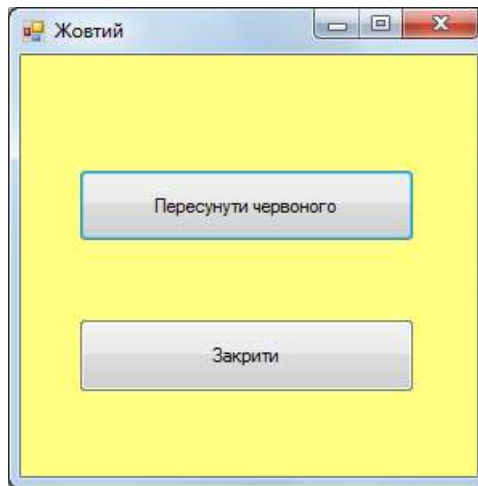 Жовтий
Пересунути червоного
Закрити